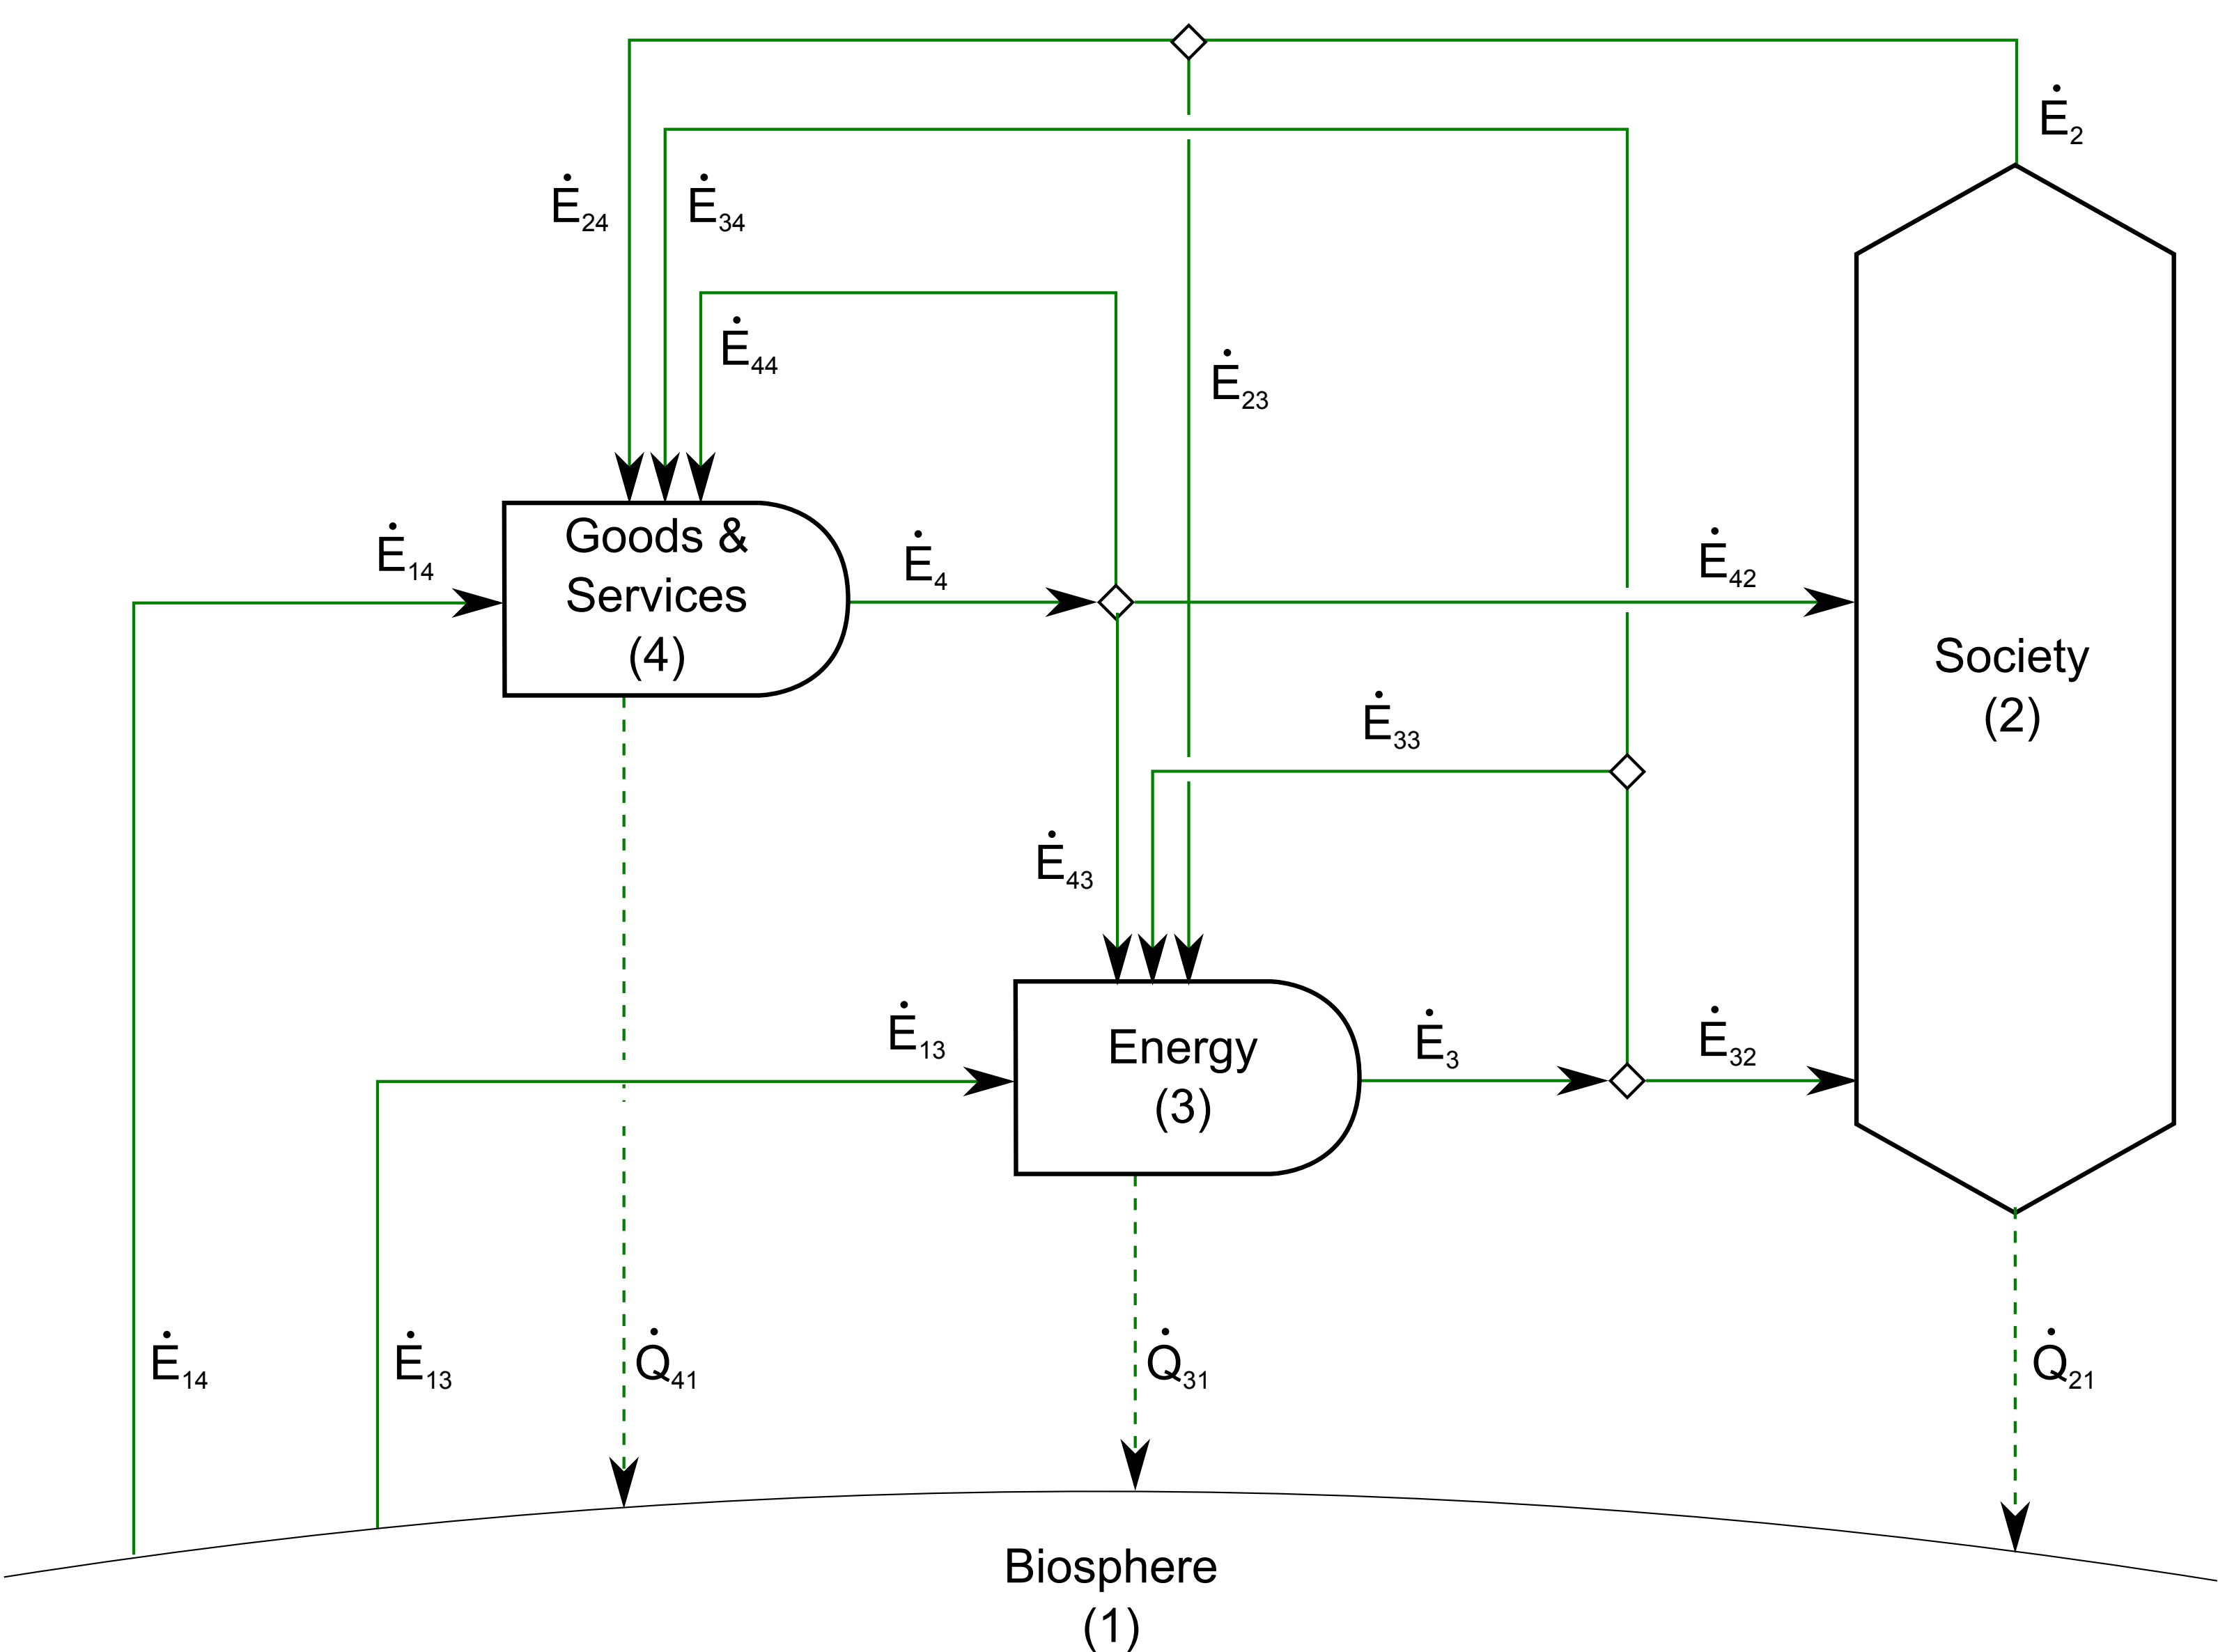 Ė₂
Ė₂₄
Ė₃₄
Ė₄₄
Ė₂₃
Ė₁₄
Goods &
Services
(4)
Ė₄
Ė₄₂
Society
(2)
Ė₃₃
Ė₄₃
Ė₁₃
Energy
(3)
Ė₃
Ė₃₂
Ė₁₄
Ė₁₃
Q̇₄₁
Q̇₃₁
Q̇₂₁
Biosphere
(1)